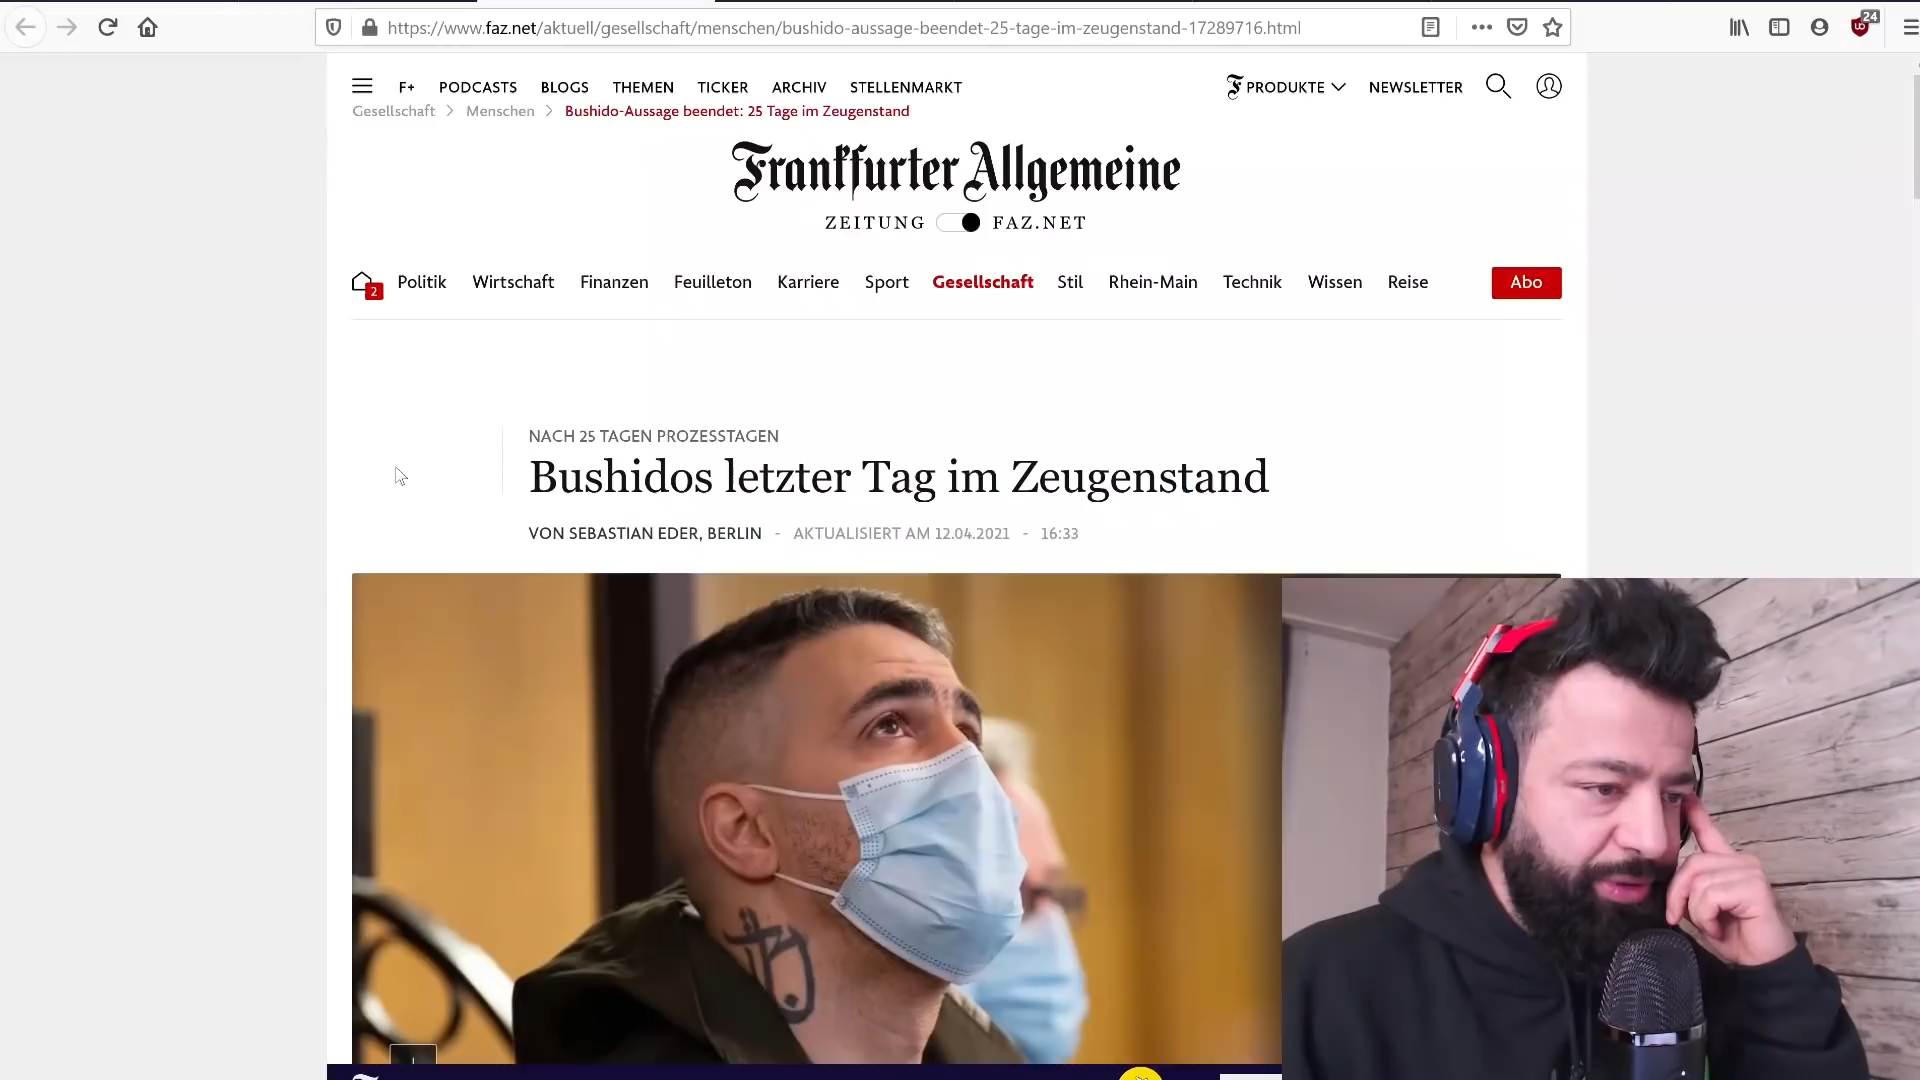 https://www.faz.net/aktuell/gesellschaft/menschen/bushido-aussage-beendet-25-tage-im-zeugenstand-17289716.html
24
F+ PODCASTS BLOGS THEMEN TICKER ARCHIV STELLENMARKT PRODUKTE NEWSLETTER
Gesellschaft > Menschen > Bushido-Aussage beendet: 25 Tage im Zeugenstand
Frankfurter Allgemeine
ZEITUNG FAZ.NET
2 Politik Wirtschaft Finanzen Feuilleton Karriere Sport Gesellschaft Stil Rhein-Main Technik Wissen Reise Abo
NACH 25 TAGEN PROZESSTAGEN
Bushidos letzter Tag im Zeugenstand
VON SEBASTIAN EDER, BERLIN - AKTUALISIERT AM 12.04.2021 - 16:33